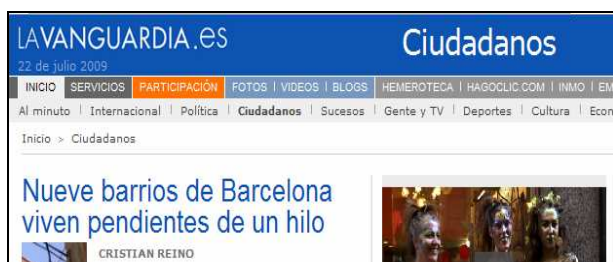 LAVANGUARDIA.es
Ciudadanos
22 de julio 2009
INICIO SERVICIOS PARTICIPACIÓN FOTOS | VIDEOS | BLOGS HEMEROTECA | HAGOCLIC.COM | INMO | EM
Al minuto | Internacional | Política | Ciudadanos | Sucesos | Gente y TV | Deportes | Cultura | Econ
Inicio > Ciudadanos
Nueve barrios de Barcelona
viven pendientes de un hilo
CRISTIAN REINO